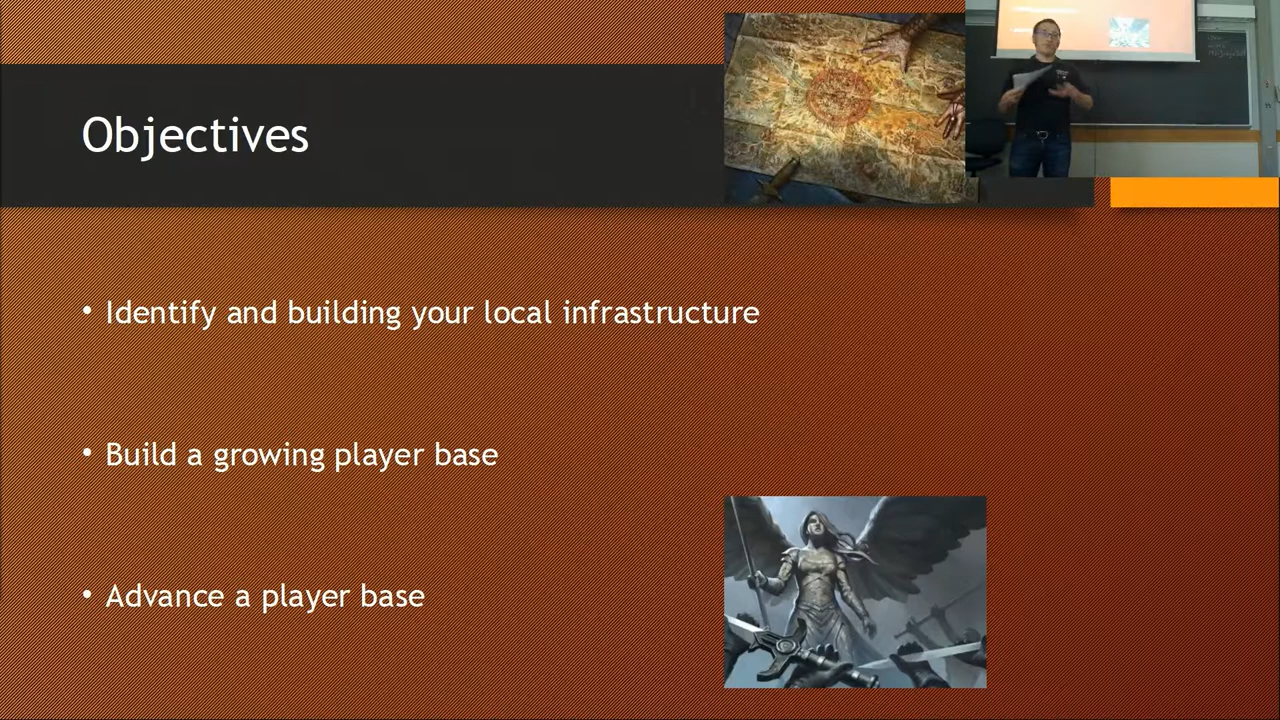 Objectives
• Identify and building your local infrastructure
• Build a growing player base
• Advance a player base